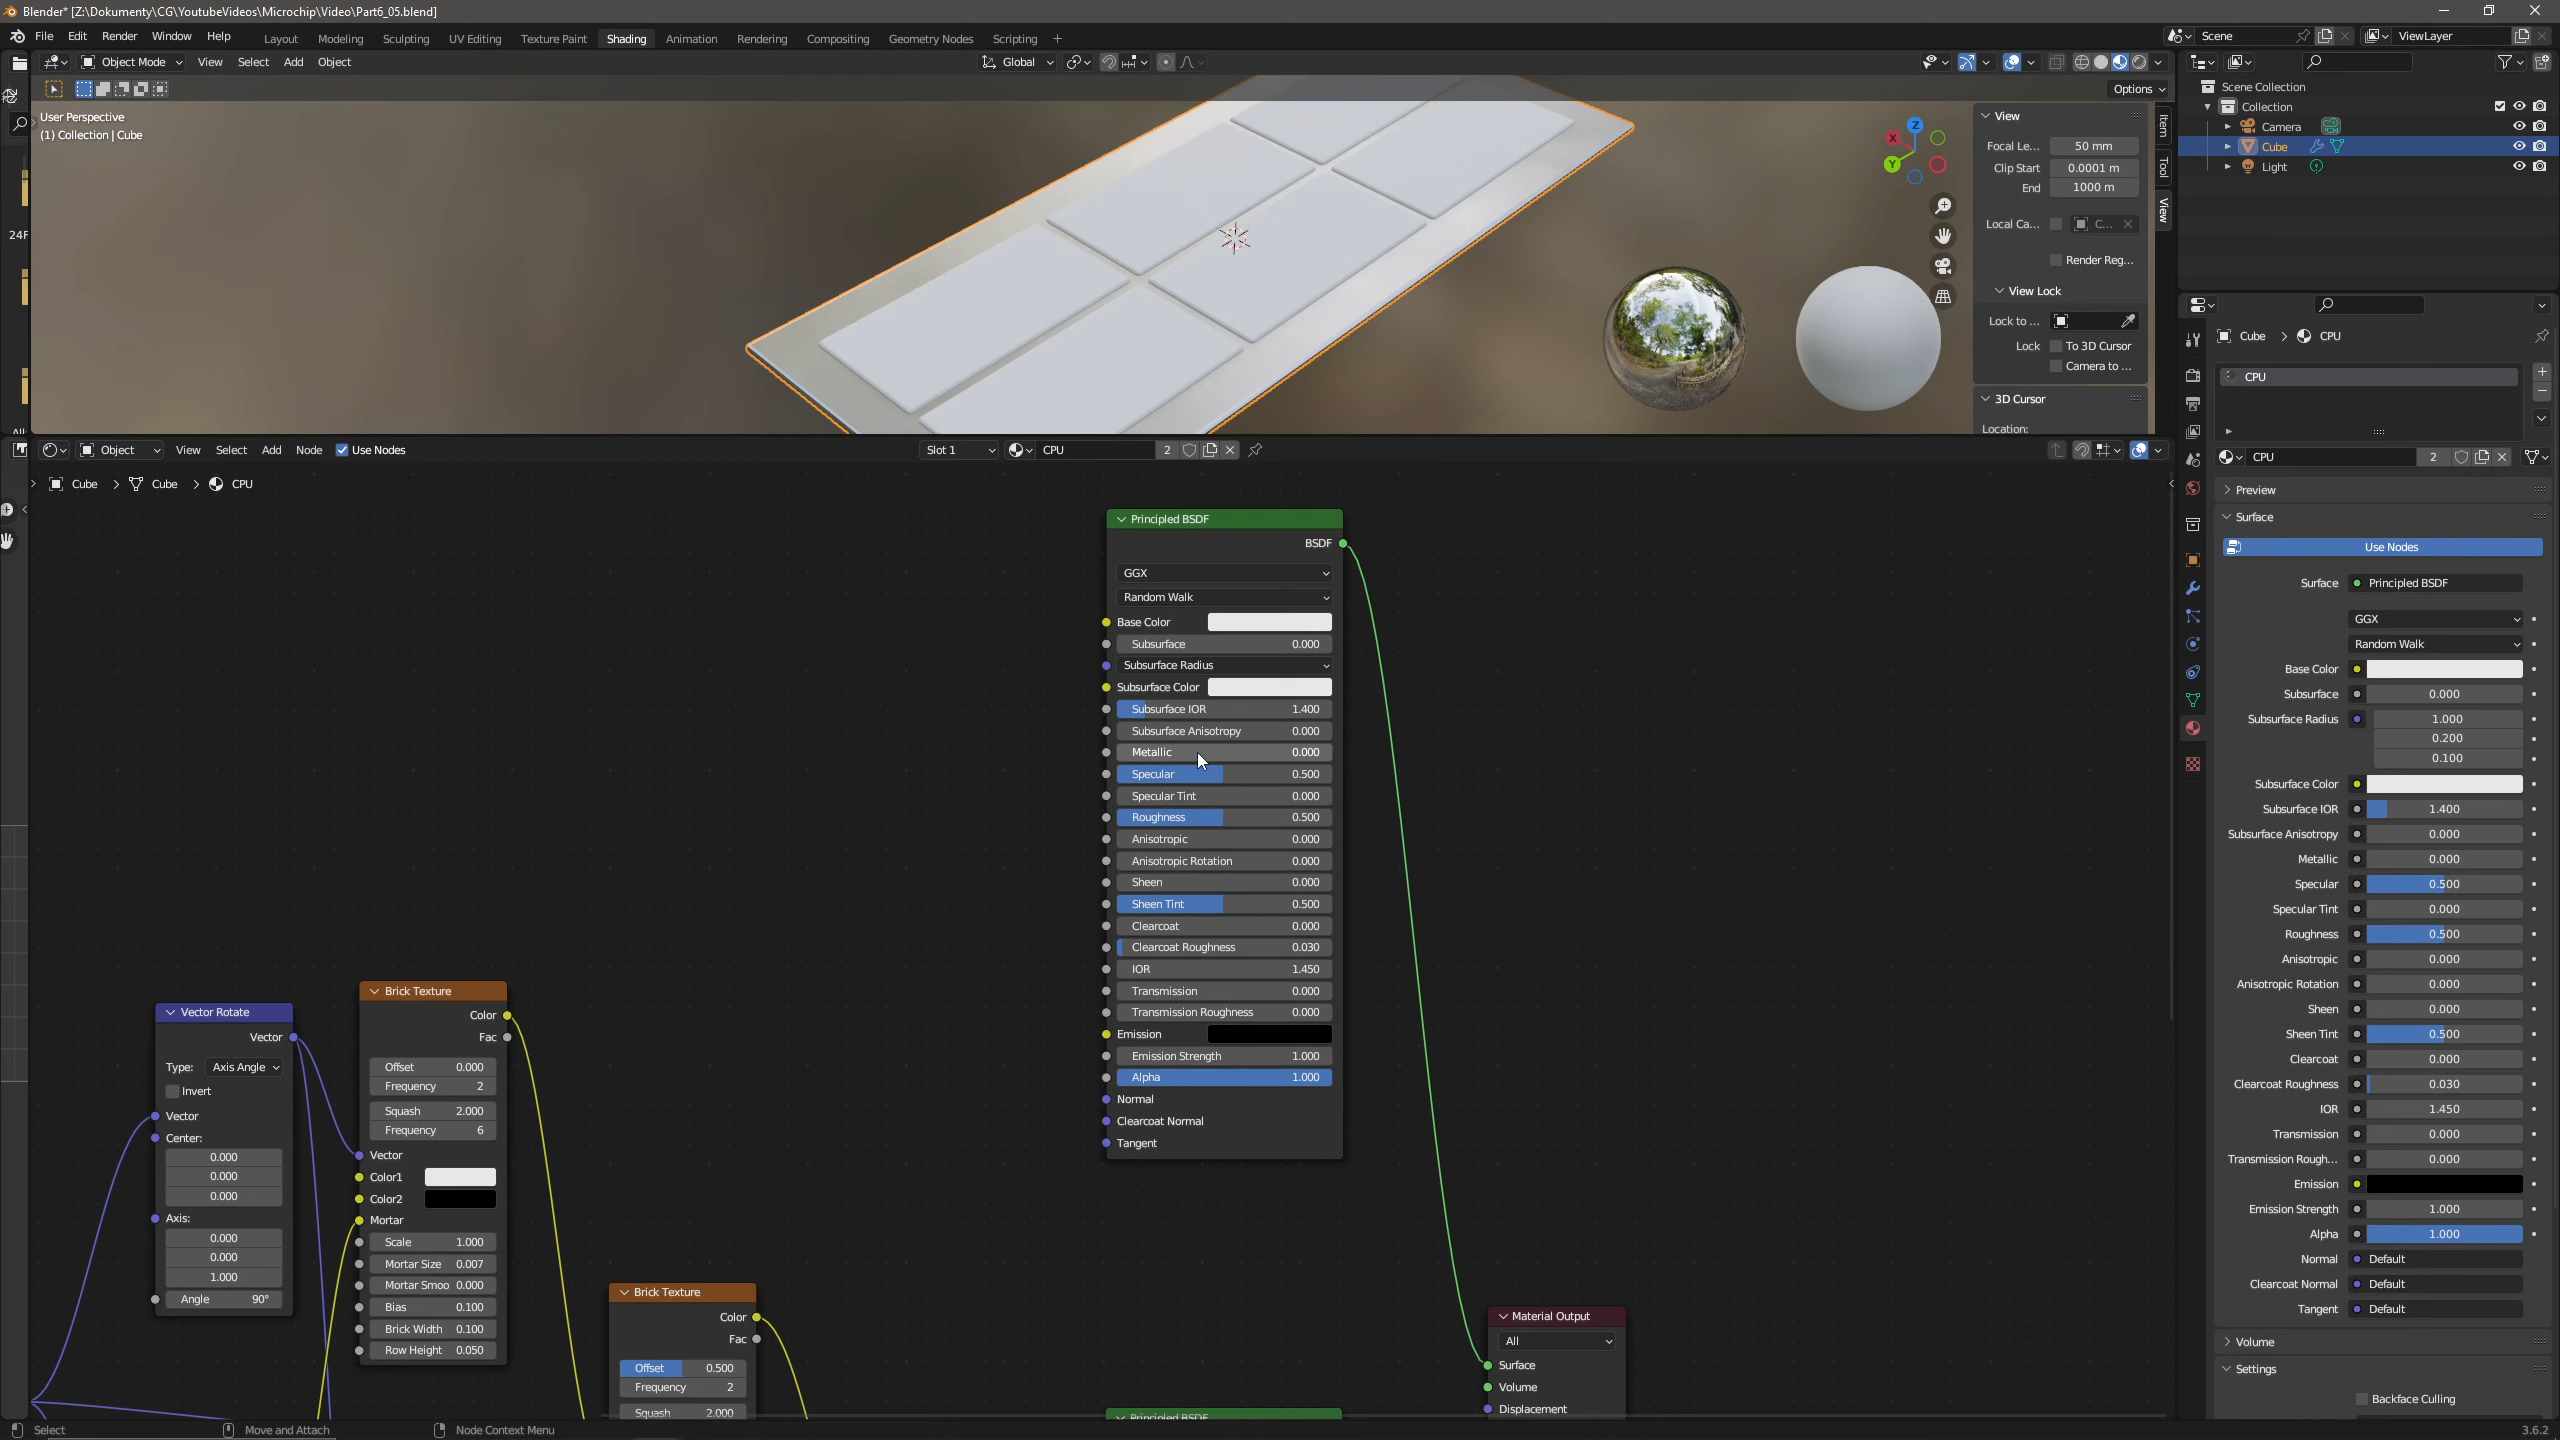 Blender* [Z:\Dokumenty\CG\YoutubeVideos\Microchip\Video\Part6_05.blend]
File Edit Render Window Help Layout Modeling Sculpting UV Editing Texture Paint Shading Animation Rendering Compositing Geometry Nodes Scripting + Scene ViewLayer
Object Mode View Select Add Object Global
Options
User Perspective
(1) Collection | Cube
24F
View
Focal Le... 50 mm
Clip Start 0.0001 m
End 1000 m
Local Ca... C...
Render Reg...
View Lock
Lock to ...
Lock To 3D Cursor
Camera to ...
3D Cursor
Location:
Item
Tool
View
X
Y
Z
Scene Collection
Collection
Camera
Cube
Light
Object View Select Add Node Use Nodes Slot 1 CPU 2
Cube > Cube > CPU
Principled BSDF
BSDF
GGX
Random Walk
Base Color
Subsurface 0.000
Subsurface Radius
Subsurface Color
Subsurface IOR 1.400
Subsurface Anisotropy 0.000
Metallic 0.000
Specular 0.500
Specular Tint 0.000
Roughness 0.500
Anisotropic 0.000
Anisotropic Rotation 0.000
Sheen 0.000
Sheen Tint 0.500
Clearcoat 0.000
Clearcoat Roughness 0.030
IOR 1.450
Transmission 0.000
Transmission Roughness 0.000
Emission
Emission Strength 1.000
Alpha 1.000
Normal
Clearcoat Normal
Tangent
Vector Rotate
Vector
Type: Axis Angle
Invert
Vector
Center:
0.000
0.000
0.000
Axis:
0.000
0.000
1.000
Angle 90°
Brick Texture
Color
Fac
Offset 0.000
Frequency 2
Squash 2.000
Frequency 6
Vector
Color1
Color2
Mortar
Scale 1.000
Mortar Size 0.007
Mortar Smoo 0.000
Bias 0.100
Brick Width 0.100
Row Height 0.050
Brick Texture
Color
Fac
Offset 0.500
Frequency 2
Squash 2.000
Material Output
All
Surface
Volume
Displacement
Principled BSDF
Cube > CPU
CPU
CPU 2
Preview
Surface
Use Nodes
Surface Principled BSDF
GGX
Random Walk
Base Color
Subsurface 0.000
Subsurface Radius 1.000
0.200
0.100
Subsurface Color
Subsurface IOR 1.400
Subsurface Anisotropy 0.000
Metallic 0.000
Specular 0.500
Specular Tint 0.000
Roughness 0.500
Anisotropic 0.000
Anisotropic Rotation 0.000
Sheen 0.000
Sheen Tint 0.500
Clearcoat 0.000
Clearcoat Roughness 0.030
IOR 1.450
Transmission 0.000
Transmission Rough... 0.000
Emission
Emission Strength 1.000
Alpha 1.000
Normal Default
Clearcoat Normal Default
Tangent Default
Volume
Settings
Backface Culling
Select Move and Attach Node Context Menu 3.6.2